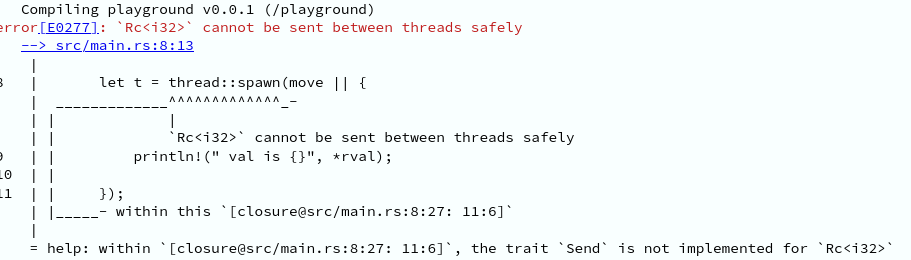 Compiling playground v0.0.1 (/playground)
error[E0277]: `Rc<i32>` cannot be sent between threads safely
   --> src/main.rs:8:13
    |
8   |       let t = thread::spawn(move || {
    |  _____________^^^^^^^^^^^^^_-
    | |             |
    | |             `Rc<i32>` cannot be sent between threads safely
9   | |         println!(" val is {}", *rval);
10  | |
11  | |     });
    | |_____- within this `[closure@src/main.rs:8:27: 11:6]`
    |
    = help: within `[closure@src/main.rs:8:27: 11:6]`, the trait `Send` is not implemented for `Rc<i32>`